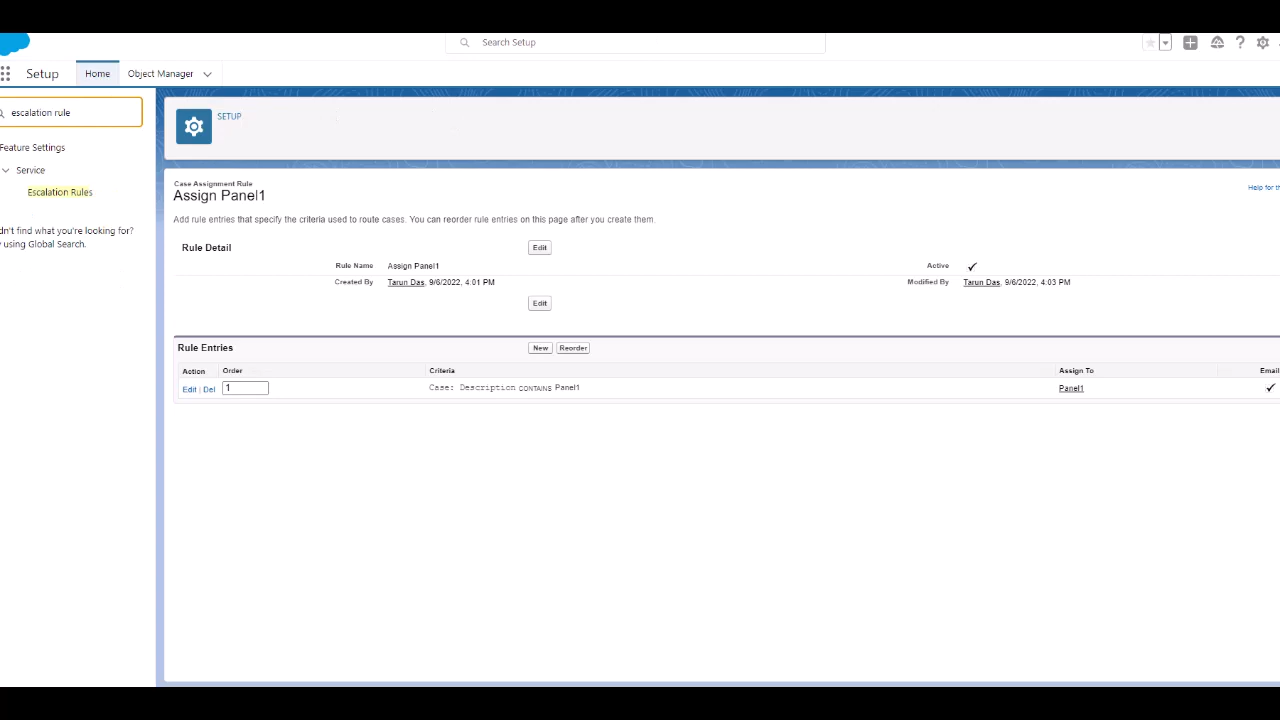 Search Setup
Setup
Home
Object Manager
escalation rule
Feature Settings
Service
Escalation Rules
dn't find what you're looking for?
using Global Search.
SETUP
Case Assignment Rule
Assign Panel1
Help for th
Add rule entries that specify the criteria used to route cases. You can reorder rule entries on this page after you create them.
Rule Detail
Edit
Rule Name Assign Panel1 Active
Created By Tarun Das, 9/6/2022, 4:01 PM Modified By Tarun Das, 9/6/2022, 4:03 PM
Edit
Rule Entries New Reorder
Action Order Criteria Assign To Email
Edit | Del 1 Case: Description CONTAINS Panel1 Panel1